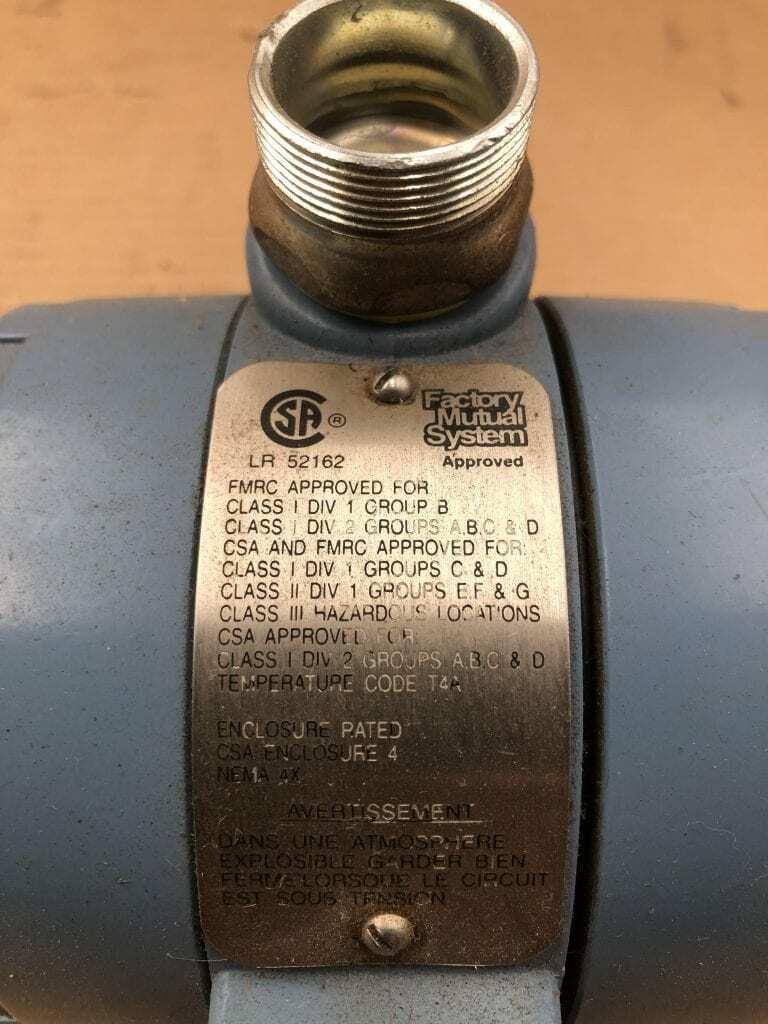 CSA ®
LR 52162
Factory
Mutual
System
Approved
FMRC APPROVED FOR
CLASS I DIV 1 GROUP B
CLASS I DIV 2 GROUPS A,B,C & D
CSA AND FMRC APPROVED FOR:
CLASS I DIV 1 GROUPS C & D
CLASS II DIV 1 GROUPS E,F & G
CLASS III HAZARDOUS LOCATIONS
CSA APPROVED FOR
CLASS I DIV 2 GROUPS A,B,C & D
TEMPERATURE CODE T4A
ENCLOSURE RATED
CSA ENCLOSURE 4
NEMA 4X
AVERTISSEMENT
DANS UNE ATMOSPHERE
EXPLOSIBLE GARDER BIEN
FERME LORSQUE LE CIRCUIT
EST SOUS TENSION